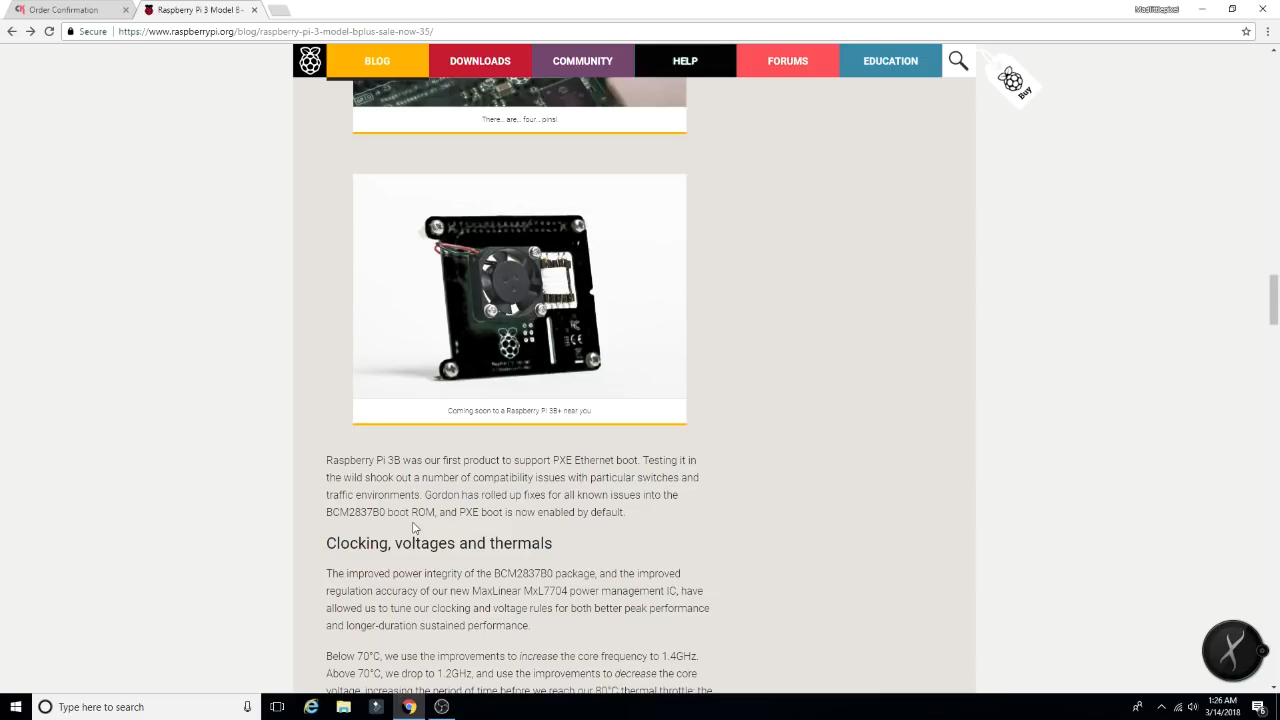 Order Confirmation
Raspberry Pi 3 Model B-
Madlittlepixel
Secure
https://www.raspberrypi.org/blog/raspberry-pi-3-model-bplus-sale-now-35/
BLOG
DOWNLOADS
COMMUNITY
HELP
FORUMS
EDUCATION
Buy
There... are... four... pins!
Coming soon to a Raspberry Pi 3B+ near you
Raspberry Pi 3B was our first product to support PXE Ethernet boot. Testing it in
the wild shook out a number of compatibility issues with particular switches and
traffic environments. Gordon has rolled up fixes for all known issues into the
BCM2837B0 boot ROM, and PXE boot is now enabled by default.
Clocking, voltages and thermals
The improved power integrity of the BCM2837B0 package, and the improved
regulation accuracy of our new MaxLinear MxL7704 power management IC, have
allowed us to tune our clocking and voltage rules for both better peak performance
and longer-duration sustained performance.
Below 70°C, we use the improvements to increase the core frequency to 1.4GHz.
Above 70°C, we drop to 1.2GHz, and use the improvements to decrease the core
voltage, increasing the period of time before we reach our 80°C thermal throttle; the
Type here to search
1:26 AM
3/14/2018